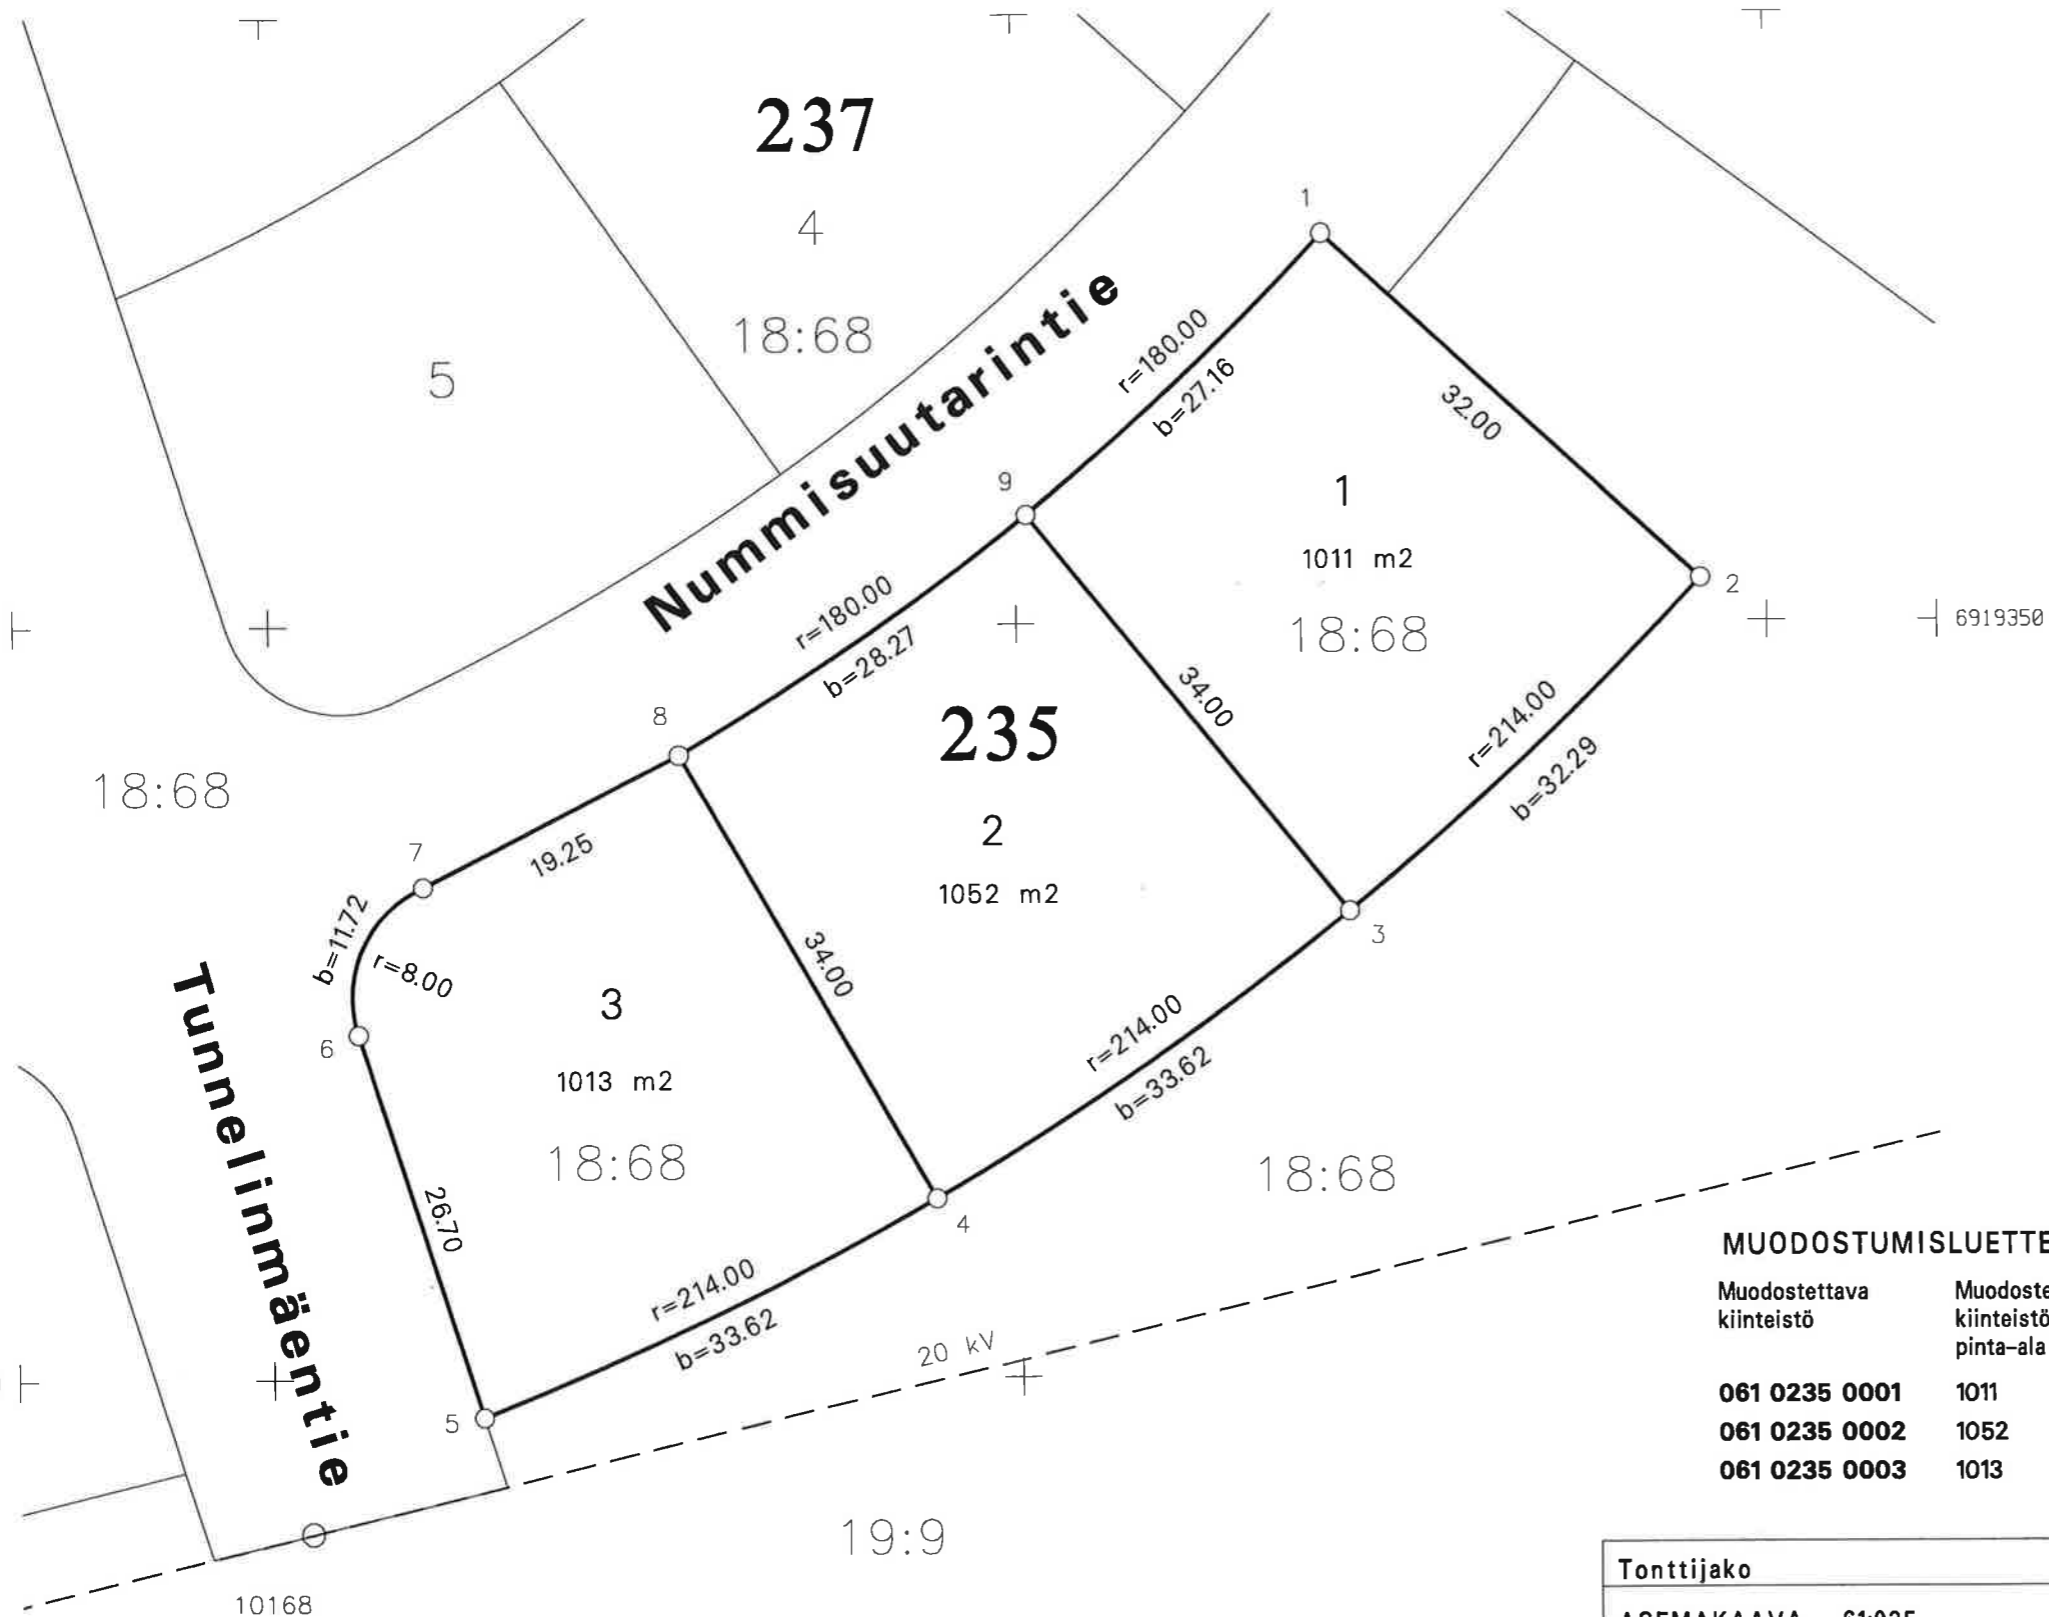 237
4
18:68
5
1
Nummisuutarintie
r=180.00
b=27.16
32.00
9
1
1011 m2
18:68
2
6919350
r=180.00
b=28.27
34.00
8
235
r=214.00
b=32.29
18:68
2
1052 m2
7
19.25
3
b=11.72
r=8.00
34.00
3
6
1013 m2
r=214.00
b=33.62
Tunnelinmäentie
18:68
18:68
26.70
4
r=214.00
b=33.62
20 kV
5
19:9
10168
MUODOSTUMISLUETTE
Muodostettava
kiinteistö
Muodoste
kiinteistö
pinta-ala
061 0235 0001 1011
061 0235 0002 1052
061 0235 0003 1013
Tonttijako